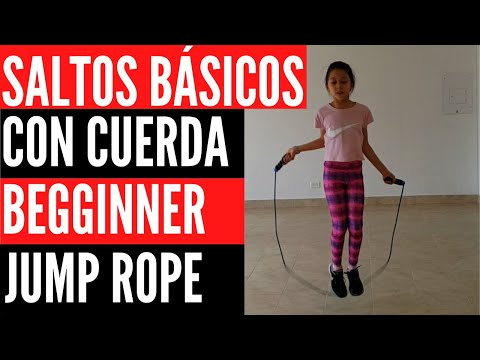 SALTOS BÁSICOS
CON CUERDA
BEGGINNER
JUMP ROPE